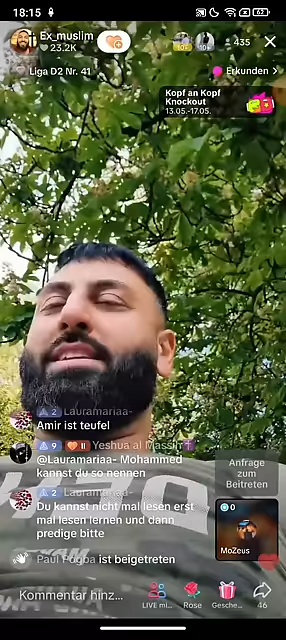 18:15
62
Ex_muslim
23.2K
10+
435
Liga D2 Nr. 41
Erkunden >
Kopf an Kopf
Knockout
13.05.-17.05.
2 Lauramariaa-
Amir ist teufel
9 Yeshua al Massih
@Lauramariaa- Mohammed
kannst du so nennen
2 Lauramariaa-
Du kannst nicht mal lesen erst
mal lesen lernen und dann
predige bitte
Paul Pogba ist beigetreten
Anfrage
zum
Beitreten
0
MoZeus
Kommentar hinz...
LIVE mi...
Rose
Gesche...
46